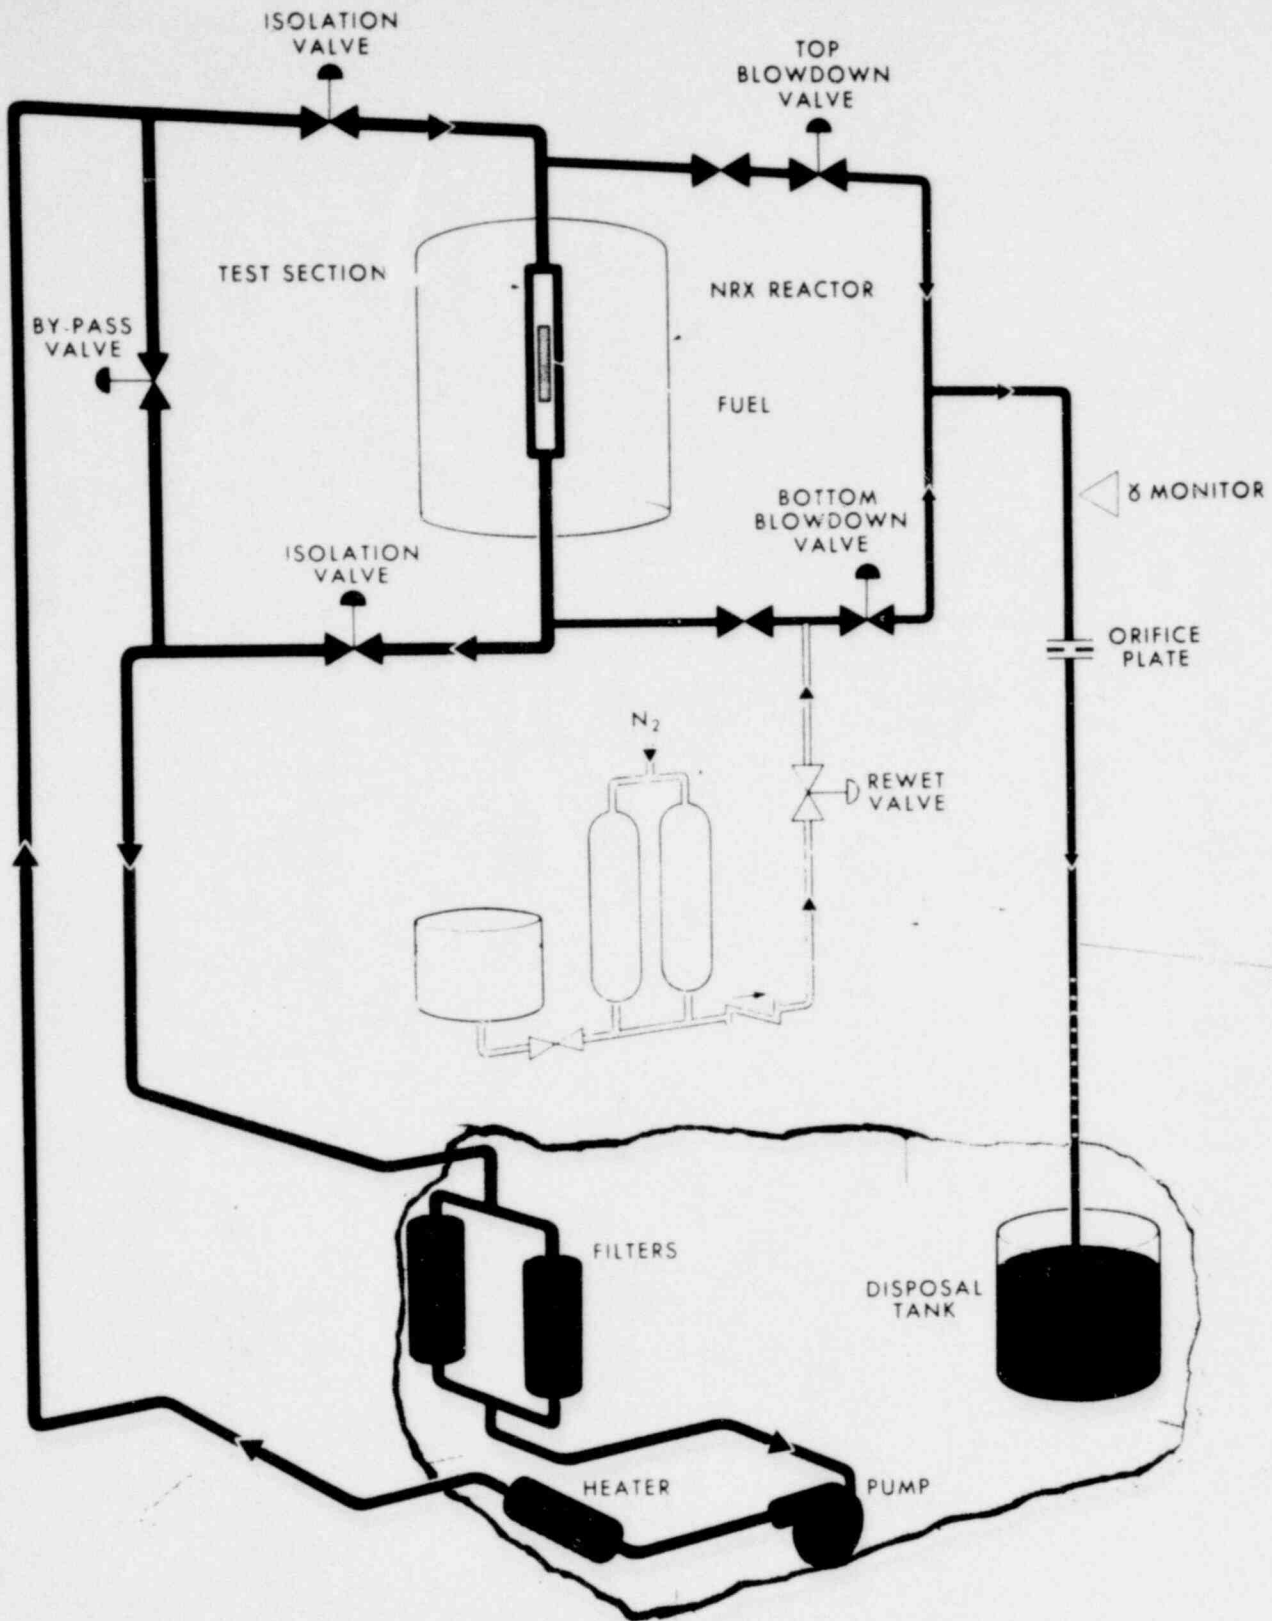 ISOLATION
VALVE
TOP
BLOWDOWN
VALVE
TEST SECTION
NRX REACTOR
BY-PASS
VALVE
FUEL
BOTTOM
BLOWDOWN
VALVE
γ MONITOR
ISOLATION
VALVE
ORIFICE
PLATE
N₂
REWET
VALVE
FILTERS
DISPOSAL
TANK
HEATER
PUMP